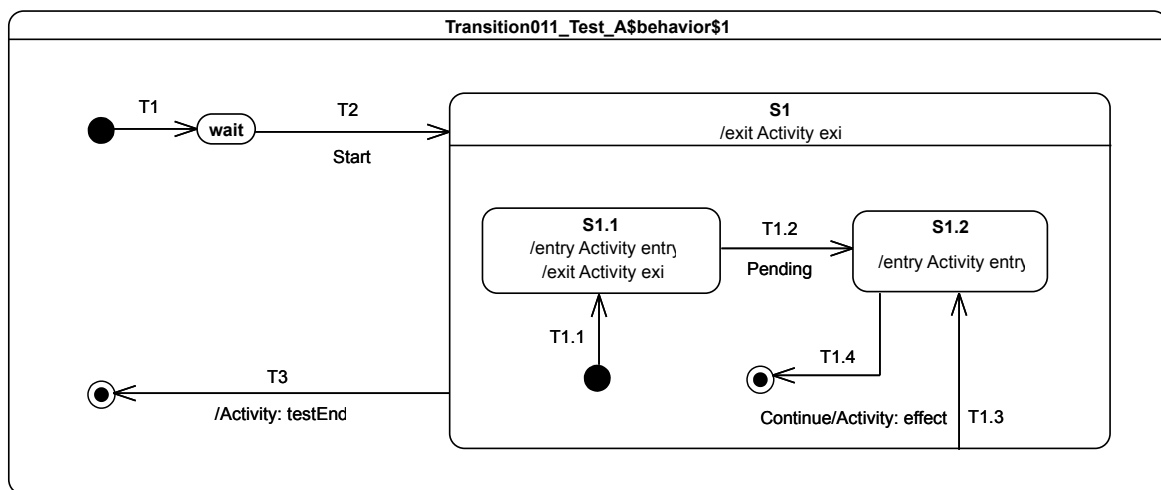 Transition011_Test_A$behavior$1
T1
wait
T2
Start
S1
/exit Activity exi
S1.1
/entry Activity entry
/exit Activity exi
T1.2
Pending
S1.2
/entry Activity entry
T1.1
T1.4
T3
/Activity: testEnd
Continue/Activity: effect
T1.3